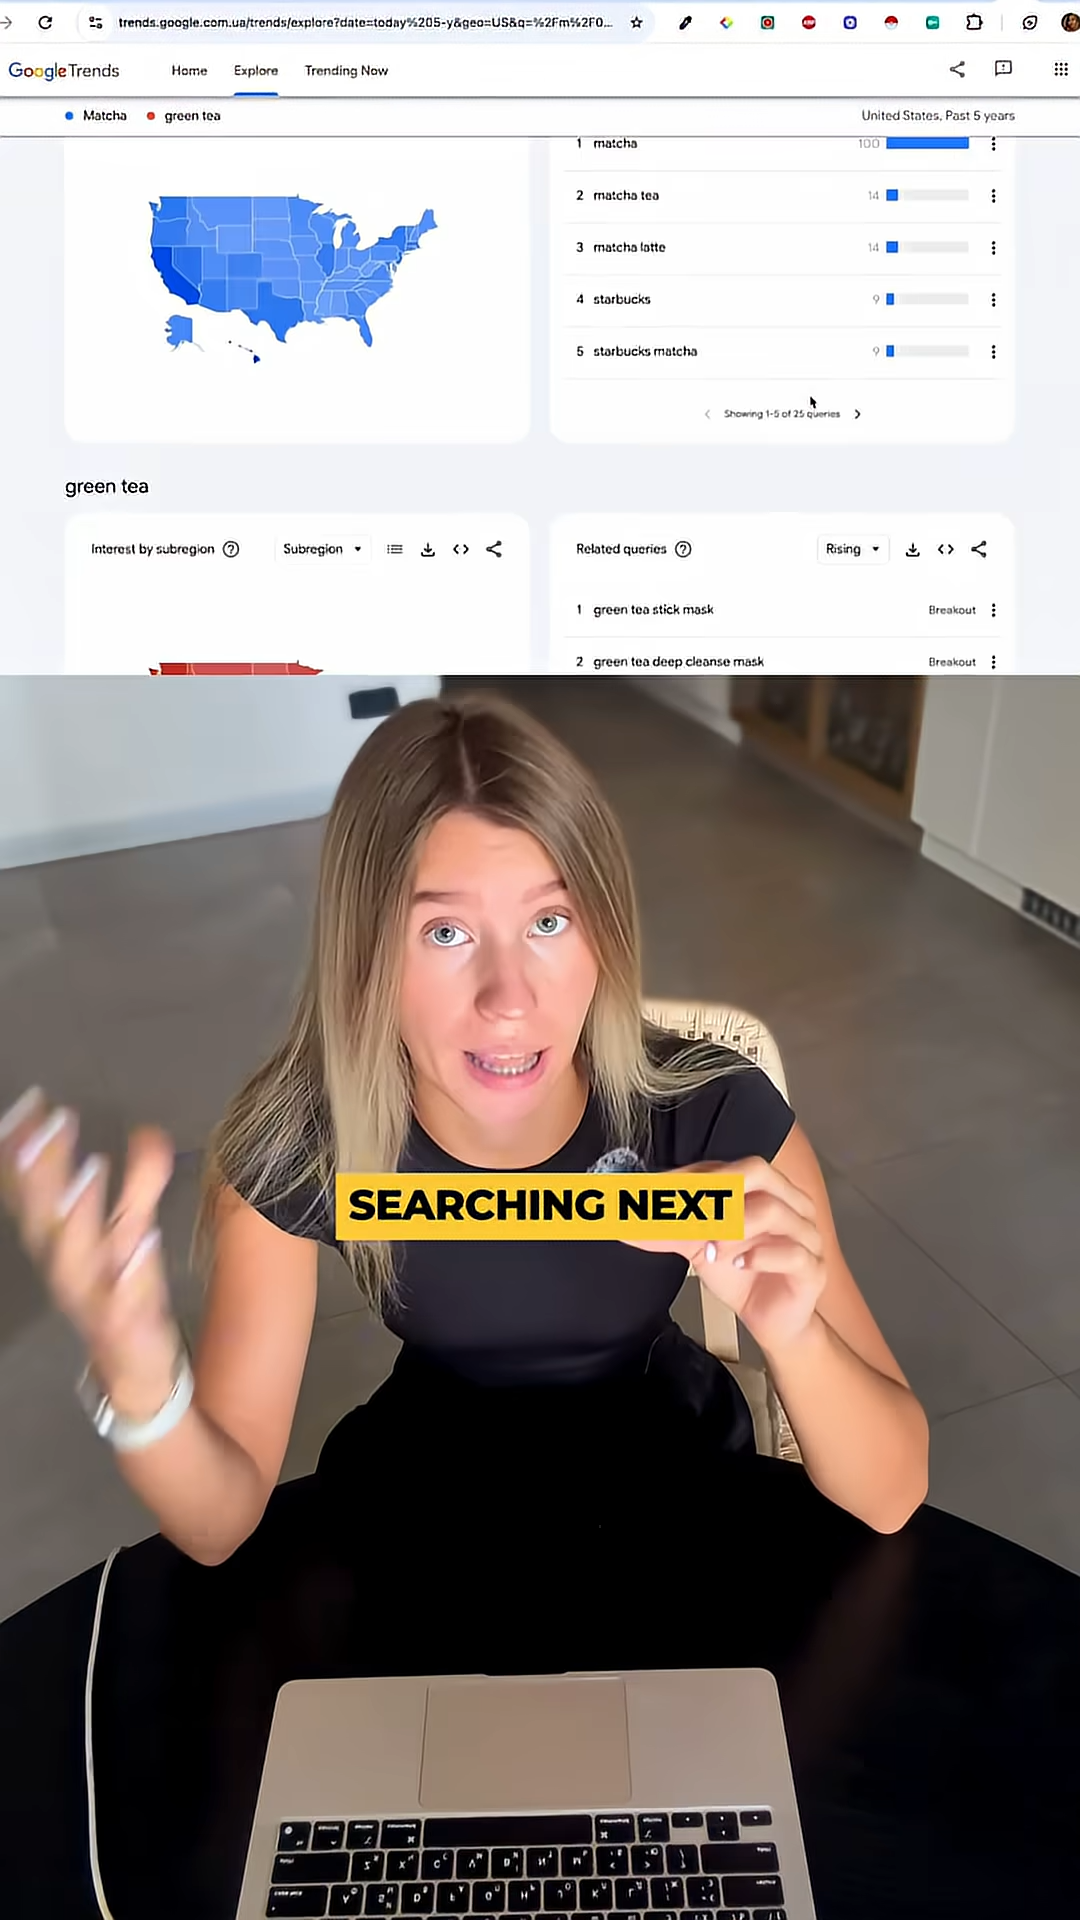 trends.google.com.ua/trends/explore?date=today%205-y&geo=US&q=%2Fm%2F0...
Google Trends
Home
Explore
Trending Now
Matcha
green tea
United States, Past 5 years
1 matcha 100
2 matcha tea 14
3 matcha latte 14
4 starbucks 9
5 starbucks matcha 9
Showing 1-5 of 25 queries
green tea
Interest by subregion
Subregion
Related queries
Rising
1 green tea stick mask Breakout
2 green tea deep cleanse mask Breakout
SEARCHING NEXT